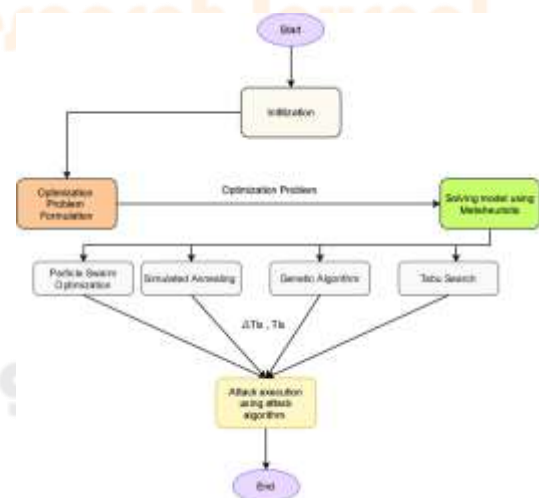 Start
Initilization
Optimization
Problem
Formulation
Optimization Problem
Solving model using
Metaheuristic
Particle Swarm
Optimization
Simulated Annealing
Genetic Algorithm
Tabu Search
Attack execution
using attack
algorithm
End